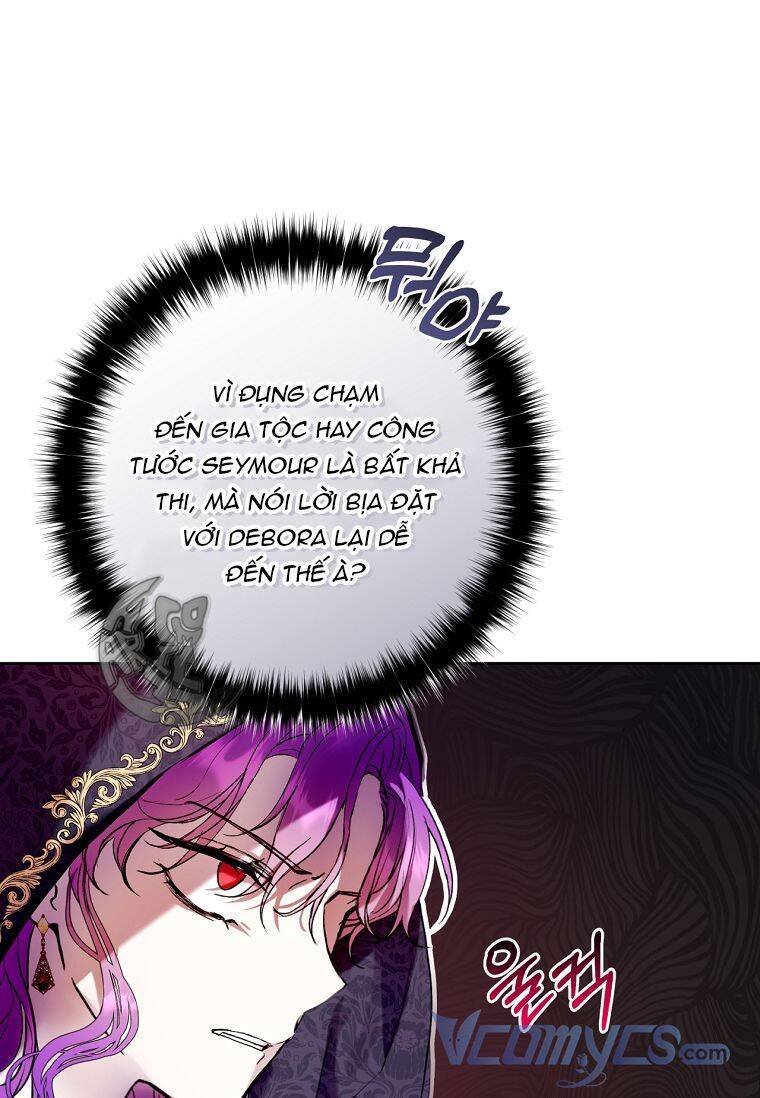 뭐야
VÌ ĐỤNG CHẠM
ĐẾN GIA TỘC HAY CÔNG
TƯỚC SEYMOUR LÀ BẤT KHẢ
THI, MÀ NÓI LỜI BỊA ĐẶT
VỚI DEBORA LẠI DỄ
ĐẾN THẾ À?
울컥
VCOMYCS.com